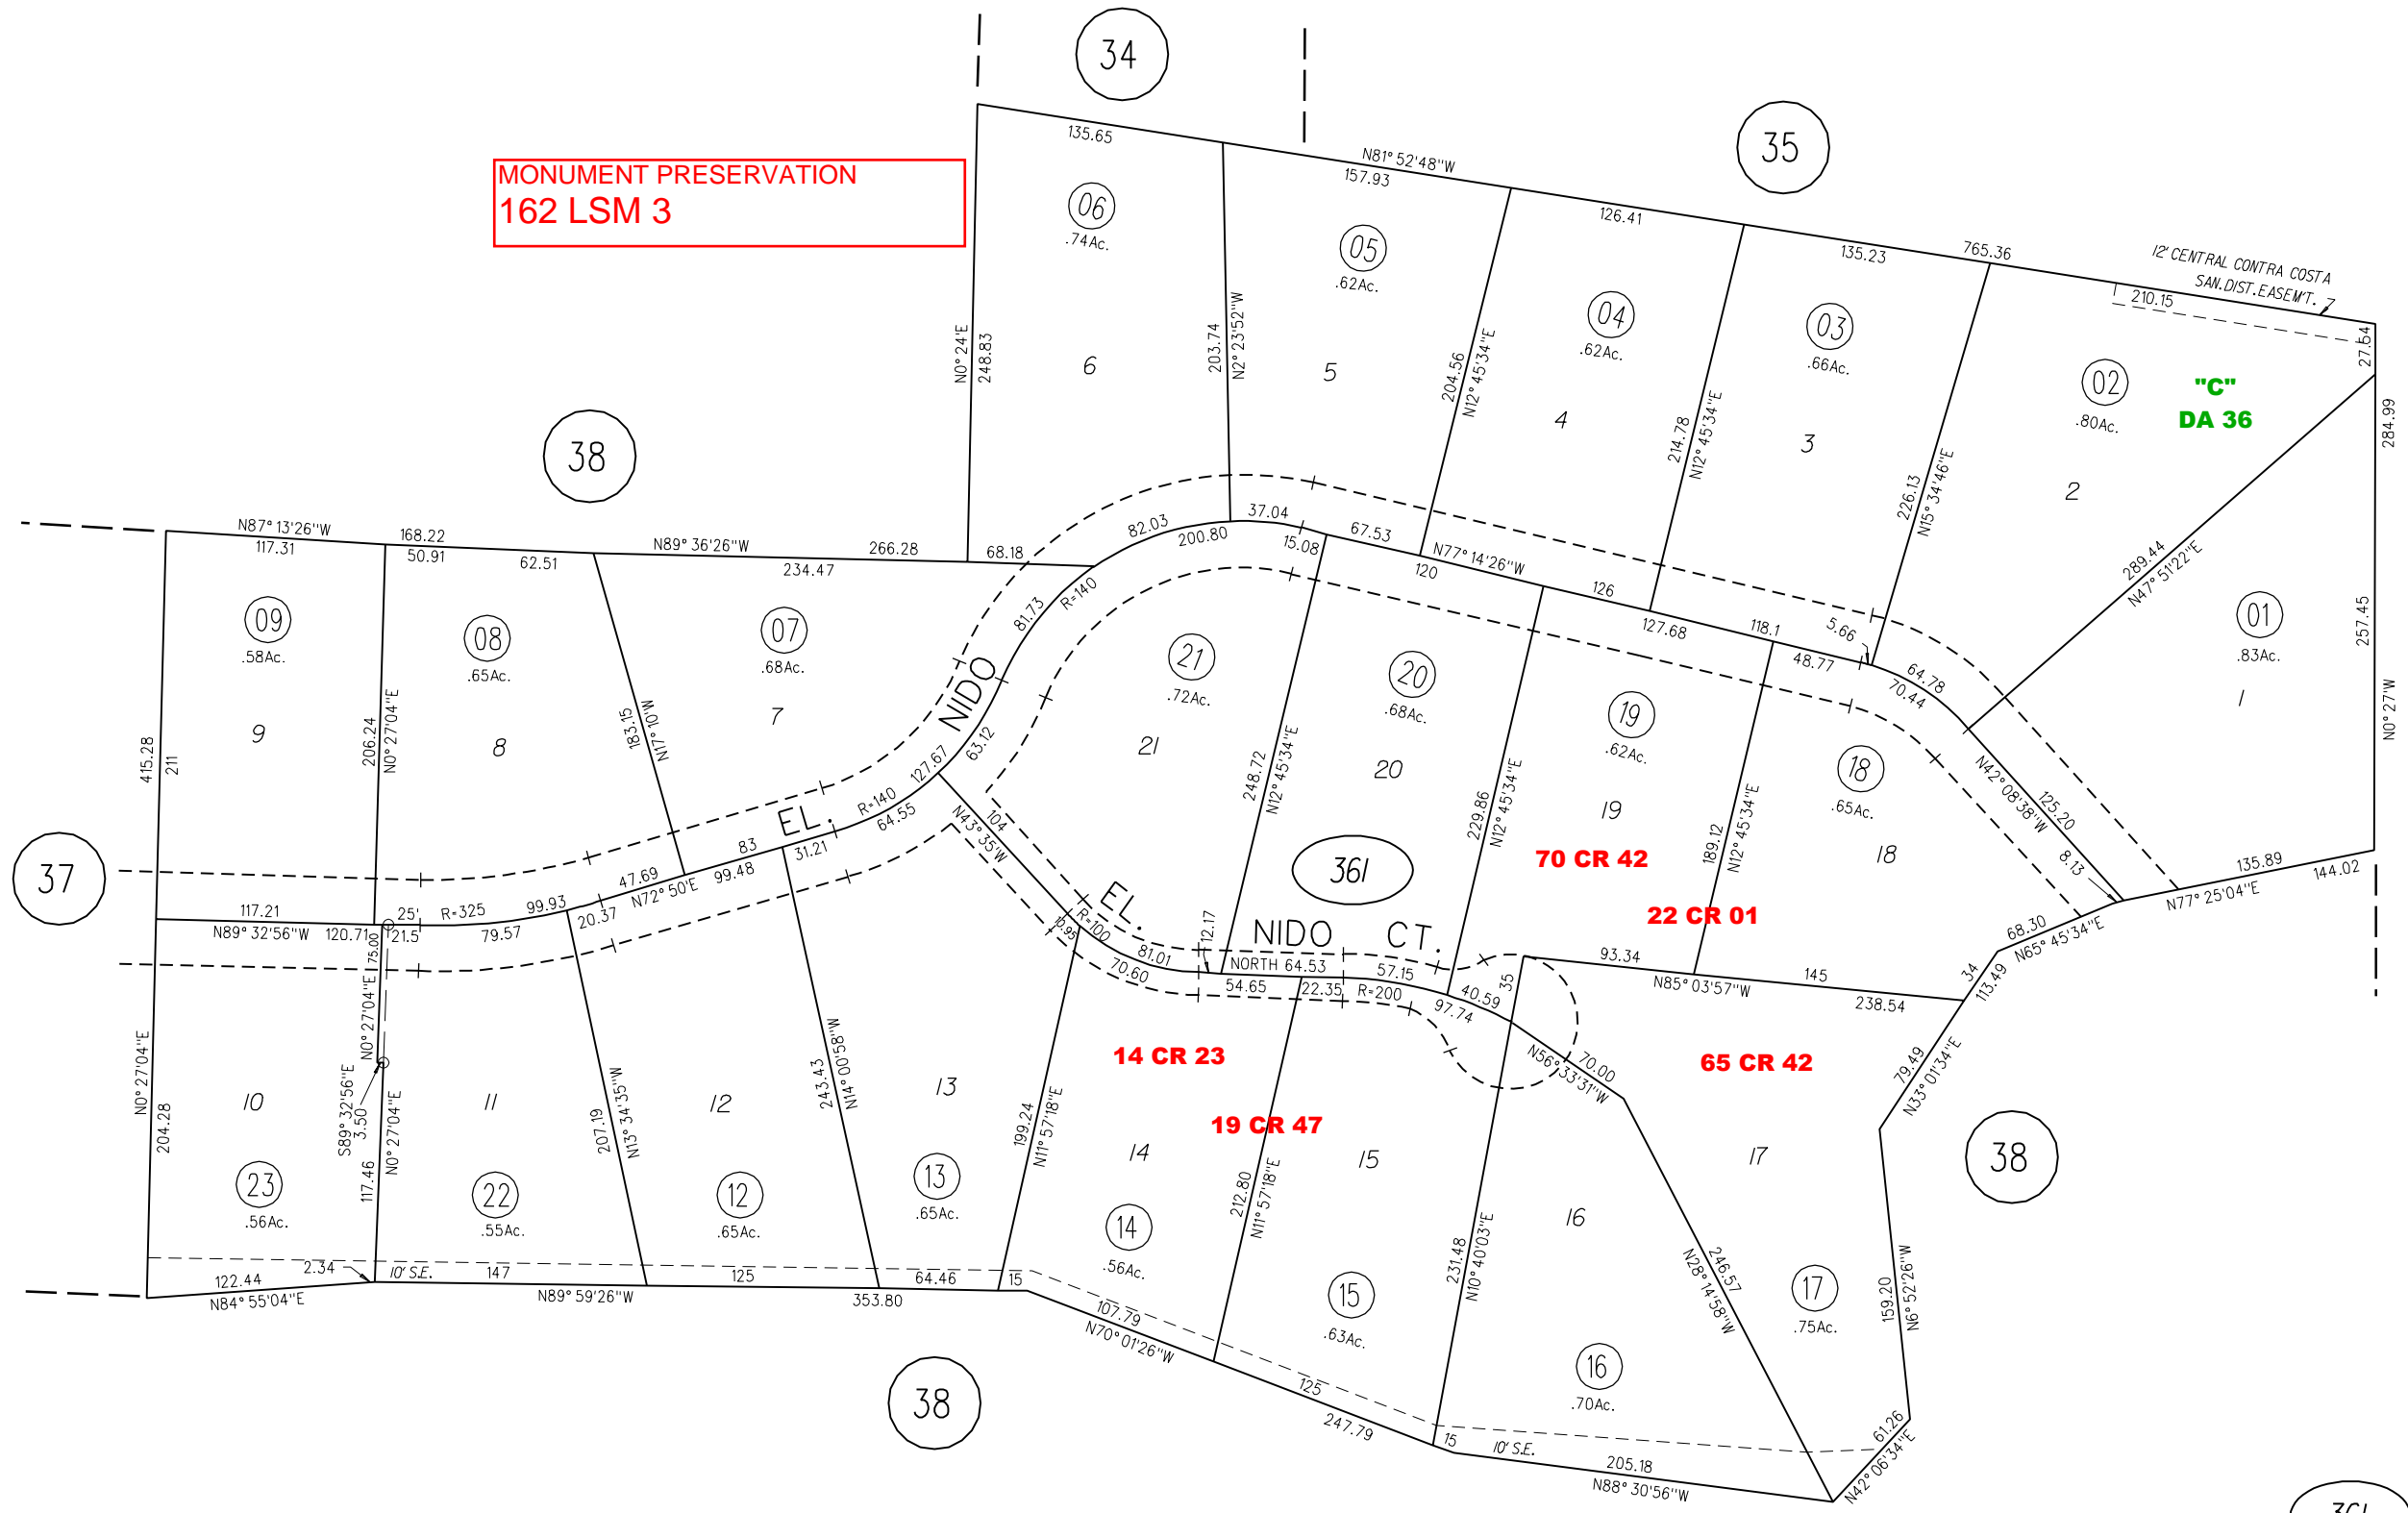 34
35
135.65
N81° 52'48"W
157.93
MONUMENT PRESERVATION
162 LSM 3
06
.74Ac.
126.41
05
.62Ac.
135.23
765.36
12' CENTRAL CONTRA COSTA
SAN.DIST.EASEM'T.
210.15
04
.62Ac.
03
.66Ac.
27.54
N0° 24'E
248.83
203.74
N2° 23'52"W
6
5
204.56
N12° 45'34"E
4
214.78
N12° 45'34"E
3
02
.80Ac.
"C"
DA 36
284.99
38
226.13
N15° 34'46"E
2
N87° 13'26"W
117.31
168.22
50.91
62.51
N89° 36'26"W
234.47
266.28
68.18
82.03
200.80
37.04
15.08
67.53
N77° 14'26"W
120
126
127.68
118.1
5.66
48.77
64.78
70.44
289.44
N47° 51'22"E
01
.83Ac.
1
257.45
N0° 27'W
09
.58Ac.
08
.65Ac.
07
.68Ac.
81.73
R=140
NIDO
21
.72Ac.
20
.68Ac.
19
.62Ac.
18
.65Ac.
9
8
7
21
20
19
18
415.28
211
206.24
N0° 27'04"E
183.15
N17° 10'W
127.67
63.12
R=140
64.55
EL.
83
31.21
99.48
47.69
N72° 50'E
104
N43° 35'W
248.72
N12° 45'34"E
229.86
N12° 45'34"E
189.12
N12° 45'34"E
N42° 08'38"W
125.20
8.13
135.89
144.02
N77° 25'04"E
37
361
70 CR 42
22 CR 01
117.21
N89° 32'56"W
120.71
25'
21.5
R=325
79.57
99.93
20.37
75.00
EL.
NIDO CT.
R=100
10.95
81.01
70.60
12.17
NORTH 64.53
54.65
22.35
R=200
57.15
97.74
40.59
35
93.34
145
N85° 03'57"W
238.54
68.30
N65° 45'34"E
34
113.49
N0° 27'04"E
N0° 27'04"E
S89° 32'56"E
3.50
117.46
N0° 27'04"E
204.28
207.19
N13° 34'35"W
243.43
N14° 00'58"W
199.24
N11° 57'18"E
14 CR 23
19 CR 47
65 CR 42
N56° 33'31"W
70.00
79.49
N33° 01'34"E
10
11
12
13
14
15
16
17
38
212.80
N11° 57'18"E
231.48
N10° 40'03"E
246.57
N28° 14'58"W
159.20
N6° 52'26"W
23
.56Ac.
22
.55Ac.
12
.65Ac.
13
.65Ac.
14
.56Ac.
15
.63Ac.
16
.70Ac.
17
.75Ac.
122.44
N84° 55'04"E
2.34
10' S.E.
147
N89° 59'26"W
125
353.80
64.46
15
107.79
N70° 01'26"W
125
247.79
15
10' S.E.
205.18
N88° 30'56"W
61.26
N42° 06'34"E
38
361